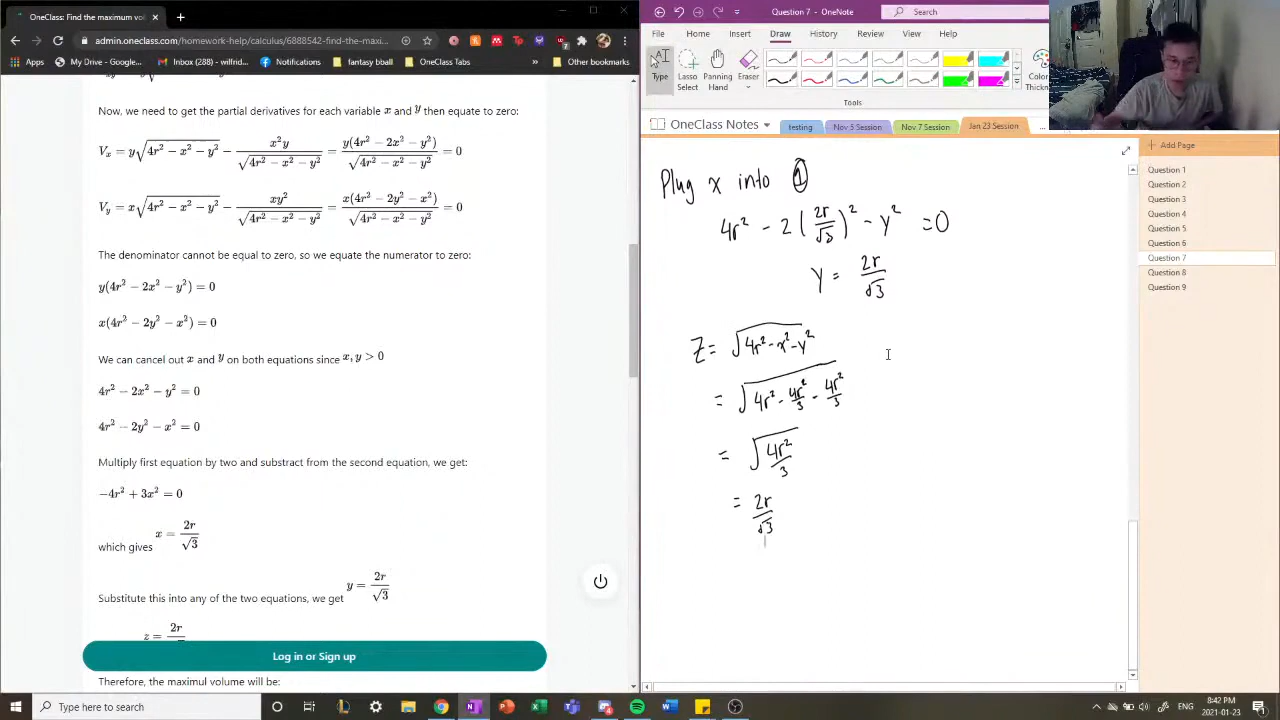 OneClass: Find the maximum vol
admin.oneclass.com/homework-help/calculus/6888542-find-the-maxi...
Apps
Bb
My Drive - Google...
Inbox (288) - wilfni...
Notion
fantasy bball
DCT
Other bookmarks
Now, we need to get the partial derivatives for each variable x and y then equate to zero:
V_x = y√(4r² − x² − y²) − x²y/√(4r² − x² − y²) = y(4r² − 2x² − y²)/√(4r² − x² − y²) = 0
V_y = x√(4r² − x² − y²) − xy²/√(4r² − x² − y²) = x(4r² − 2y² − x²)/√(4r² − x² − y²) = 0
The denominator cannot be equal to zero, so we equate the numerator to zero:
y(4r² − 2x² − y²) = 0
x(4r² − 2y² − x²) = 0
We can cancel out x and y on both equations since x, y > 0
4r² − 2x² − y² = 0
4r² − 2y² − x² = 0
Multiply first equation by two and substract from the second equation, we get:
−4r² + 3x² = 0
which gives x = 2r/√3
Substitute this into any of the two equations, we get y = 2r/√3
z = 2r
Log in or Sign up
Therefore, the maximul volume will be:
Type here to search
Question 7 - OneNote
Search
File
Home
Insert
Draw
View
Help
Type
Lasso Select
Panning Hand
Eraser
Color
Thickn
Tools
OneClass Notes
Testing
Nov 5 Session
Nov 7 Session
Jan 23 Session
...
Plug x into ①
4r² − 2(2r/√3)² − y² = 0
y = 2r/√3
Z = √(4r² − x² − y²)
= √(4r² − 4r²/3 − 4r²/3)
= √(4r²/3)
= 2r/√3
Add Page
Question 1
Question 2
Question 3
Question 4
Question 5
Question 6
Question 7
Question 8
Question 9
ENG
8:42 PM
2021-01-23